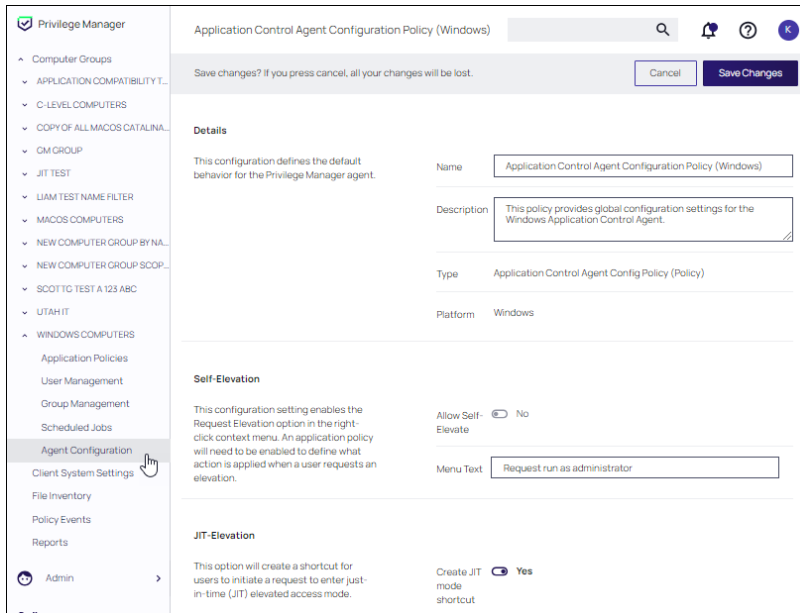 Privilege Manager
Application Control Agent Configuration Policy (Windows)
K
Computer Groups
APPLICATION COMPATIBILITY T...
C-LEVEL COMPUTERS
COPY OF ALL MACOS CATALINA...
GM GROUP
JIT TEST
LIAM TEST NAME FILTER
MACOS COMPUTERS
NEW COMPUTER GROUP BY NA...
NEW COMPUTER GROUP SCOP...
SCOTTG TEST A 123 ABC
UTAH IT
WINDOWS COMPUTERS
Application Policies
User Management
Group Management
Scheduled Jobs
Agent Configuration
Client System Settings
File Inventory
Policy Events
Reports
Admin
Save changes? If you press cancel, all your changes will be lost.
Cancel
Save Changes
Details
This configuration defines the default
behavior for the Privilege Manager agent.
Name
Application Control Agent Configuration Policy (Windows)
Description
This policy provides global configuration settings for the
Windows Application Control Agent.
Type
Application Control Agent Config Policy (Policy)
Platform
Windows
Self-Elevation
This configuration setting enables the
Request Elevation option in the right-
click context menu. An application policy
will need to be enabled to define what
action is applied when a user requests an
elevation.
Allow Self-
Elevate
No
Menu Text
Request run as administrator
JIT-Elevation
This option will create a shortcut for
users to initiate a request to enter just-
in-time (JIT) elevated access mode.
Create JIT
mode
shortcut
Yes